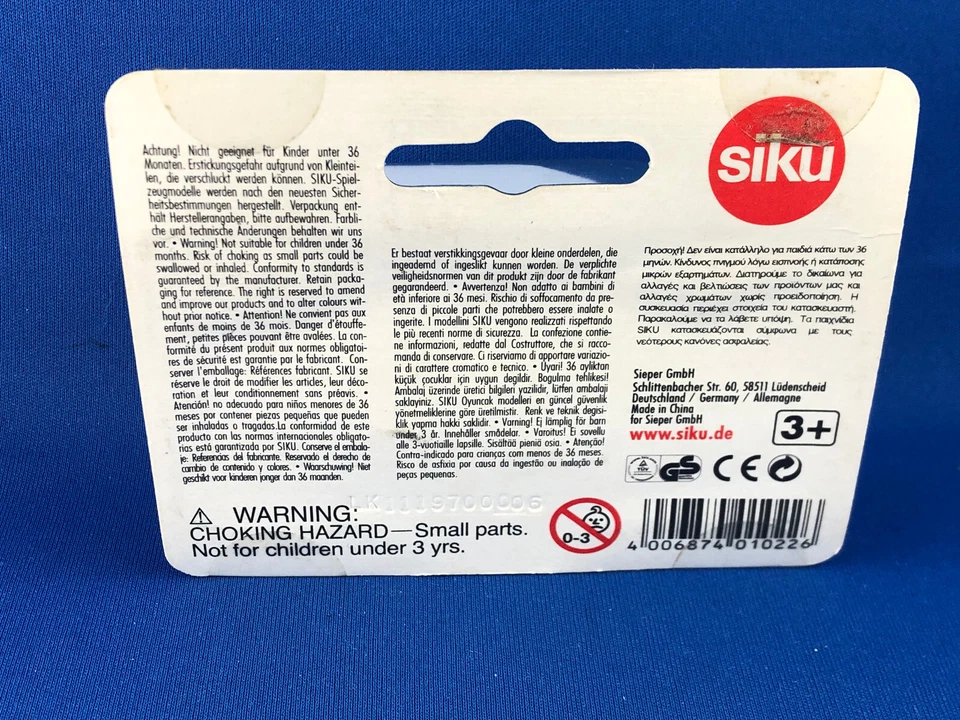 Achtung! Nicht geeignet für Kinder unter 36
Monaten. Erstickungsgefahr aufgrund von Kleintei-
len, die verschluckt werden können. SIKU-Spiel-
zeugmodelle werden nach den neuesten Sicher-
heitsbestimmungen hergestellt. Verpackung ent-
hält Herstellerangaben, bitte aufbewahren. Farbli-
che und technische Änderungen behalten wir uns
vor. • Warning! Not suitable for children under 36
months. Risk of choking as small parts could be
swallowed or inhaled. Conformity to standards is
guaranteed by the manufacturer. Retain packa-
ging for reference. The right is reserved to amend
and improve our products and to alter colours wit-
hout prior notice. • Attention! Ne convient pas aux
enfants de moins de 36 mois. Danger d'étouffe-
ment, petites pièces pouvant être avalées. La con-
formité du présent produit aux normes obligatoi-
res de sécurité est garantie par le fabricant. Con-
server l'emballage: Références fabricant. SIKU se
réserve le droit de modifier les articles, leur déco-
ration et leur conditionnement sans préavis. •
Atención! no adecuado para niños menores de 36
meses por contener piezas pequeñas que pueden
ser inhaladas o tragadas.La conformidad de este
producto con las normas internacionales obligato-
rias está garantizada por SIKU. Conserve el embala-
je: Referencias del fabricante. Reservado el derecho de
cambio de contenido y colores. • Waarschuwing! Niet
geschikt voor kinderen jonger dan 36 maanden.
Er bestaat verstikkingsgevaar door kleine onderdelen, die
ingeademd of ingeslikt kunnen worden. De verplichte
veiligheidsnormen van dit produkt zijn door de fabrikant
gegarandeerd. • Avvertenza! Non adatto ai bambini di
età inferiore ai 36 mesi. Rischio di soffocamento da pre-
senza di piccole parti che potrebbero essere inalate o
ingerite. I modellini SIKU vengono realizzati rispettando
le più recenti norme di sicurezza. La confezione contie-
ne informazioni, redatte dal Costruttore, che si racco-
manda di conservare. Ci riserviamo di apportare variazio-
ni di carattere cromatico e tecnico. • Uyari! 36 ayliktan
küçük çocuklar için uygun degildir. Bogulma tehlikesi!
Ambalaj üzerinde üretici bilgileri yazilidir, lütfen ambalaji
saklayiniz. SIKU Oyuncak modelleri en güncel güvenlik
yönetmeliklerine göre üretilmistir. Renk ve teknik degisi-
klik yapma hakki saklidir. • Varning! Ej lämplig för barn
under 3 år. Innehåller smådelar. • Varoitus! Ei sovellu
alle 3-vuotiaille lapsille. Sisältää pieniä osia. • Atenção!
Contra-indicado para crianças com menos de 36 meses.
Risco de asfixia por causa da ingestão ou inalação de
peças pequenas.
SIKU
Προσοχή! Δεν είναι κατάλληλο για παιδιά κάτω των 36
μηνών. Κίνδυνος πνιγμού λόγω εισπνοής ή κατάποσης
μικρών εξαρτημάτων. Διατηρούμε το δικαίωμα για
αλλαγές και βελτιώσεις των προϊόντων μας και
αλλαγές χρωμάτων χωρίς προειδοποίηση. Η
συσκευασία περιέχει στοιχεία του κατασκευαστή.
Παρακαλούμε να τα λάβετε υπόψη. Τα παιχνίδια
SIKU κατασκευάζονται σύμφωνα με τους
νεότερους κανόνες ασφαλείας.
Sieper GmbH
Schlittenbacher Str. 60, 58511 Lüdenscheid
Deutschland / Germany / Allemagne
Made in China
for Sieper GmbH
www.siku.de
3+
GS CE
LK1119700006
WARNING:
CHOKING HAZARD—Small parts.
Not for children under 3 yrs.
0-3
4 006874 010226